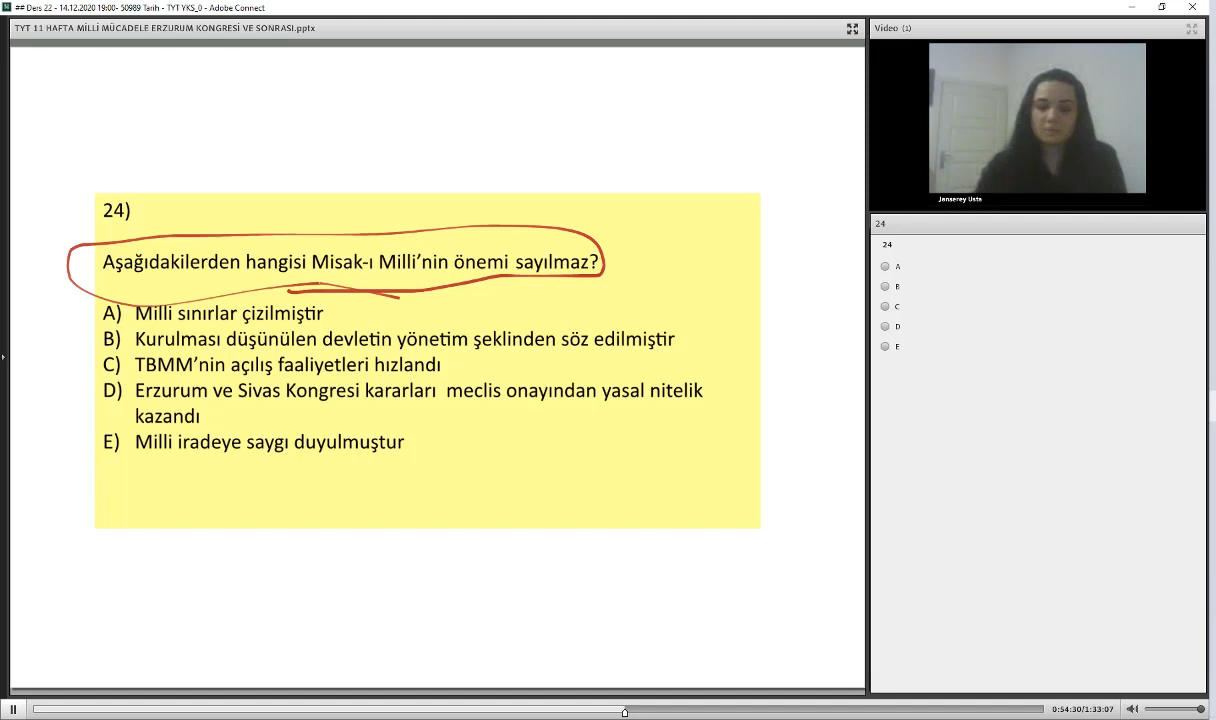 ## Ders 22 - 14.12.2020 19:00- 50989 Tarih - TYT YKS_0 - Adobe Connect
TYT 11 HAFTA MİLLİ MÜCADELE ERZURUM KONGRESİ VE SONRASI.pptx
24)
Aşağıdakilerden hangisi Misak-ı Milli’nin önemi sayılmaz?
A) Milli sınırlar çizilmiştir
B) Kurulması düşünülen devletin yönetim şeklinden söz edilmiştir
C) TBMM’nin açılış faaliyetleri hızlandı
D) Erzurum ve Sivas Kongresi kararları meclis onayından yasal nitelik
kazandı
E) Milli iradeye saygı duyulmuştur
Video (1)
Janserey Usta
24
24
A
B
C
D
E
0:54:30/1:33:07